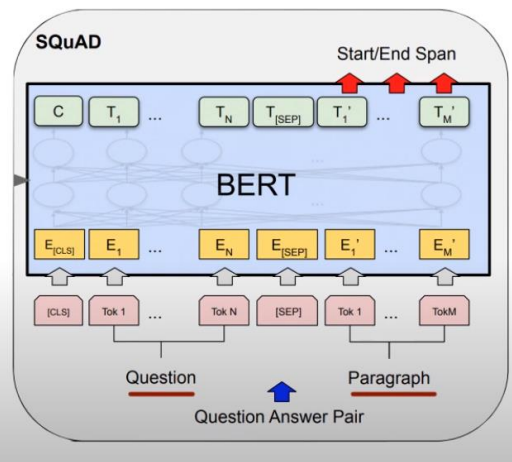 SQuAD
Start/End Span
C T1 ... TN T[SEP] T1' ... TM'
...
BERT
...
E[CLS] E1 ... EN E[SEP] E1' ... EM'
[CLS] Tok 1 ... Tok N [SEP] Tok 1 ... TokM
Question Paragraph
Question Answer Pair